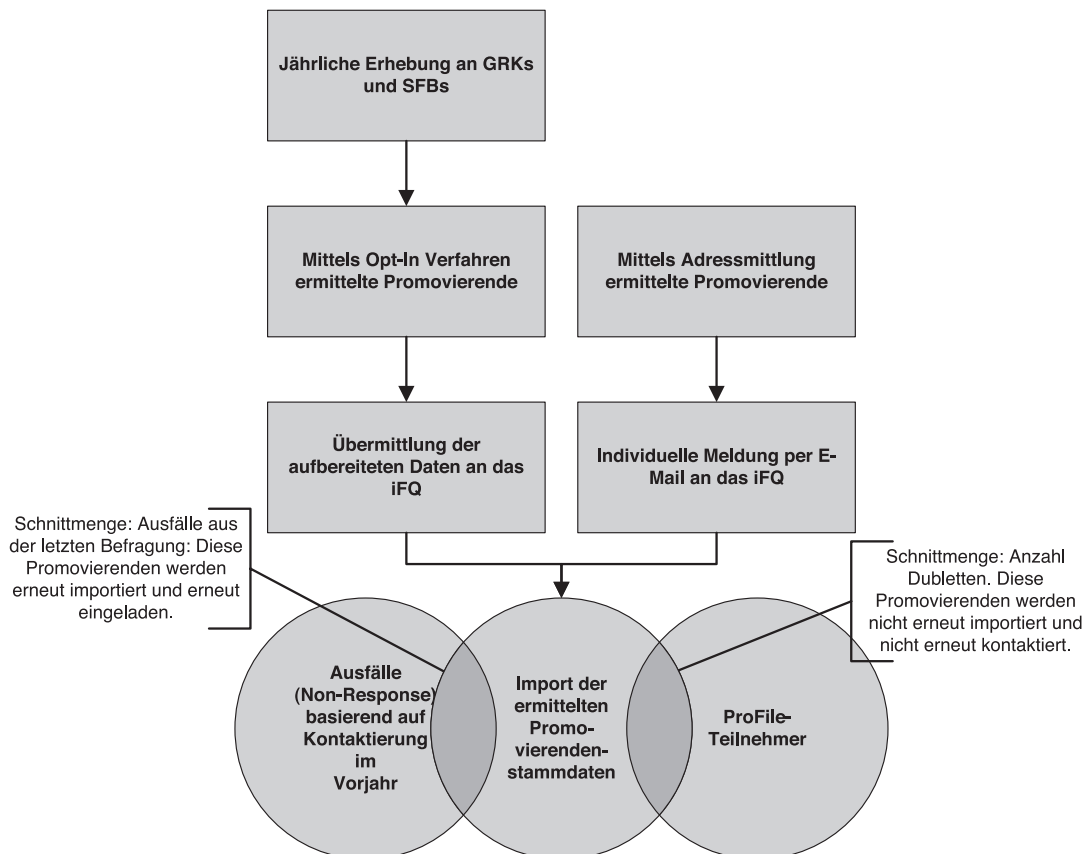 Jährliche Erhebung an GRKs
und SFBs
Mittels Opt-In Verfahren
ermittelte Promovierende
Mittels Adressmittlung
ermittelte Promovierende
Übermittlung der
aufbereiteten Daten an das
iFQ
Individuelle Meldung per E-
Mail an das iFQ
Schnittmenge: Ausfälle aus
der letzten Befragung: Diese
Promovierenden werden
erneut importiert und erneut
eingeladen.
Schnittmenge: Anzahl
Dubletten. Diese
Promovierenden werden
nicht erneut importiert und
nicht erneut kontaktiert.
Ausfälle
(Non-Response)
basierend auf
Kontaktierung
im
Vorjahr
Import der
ermittelten
Promo-
vierenden-
stammdaten
ProFile-
Teilnehmer